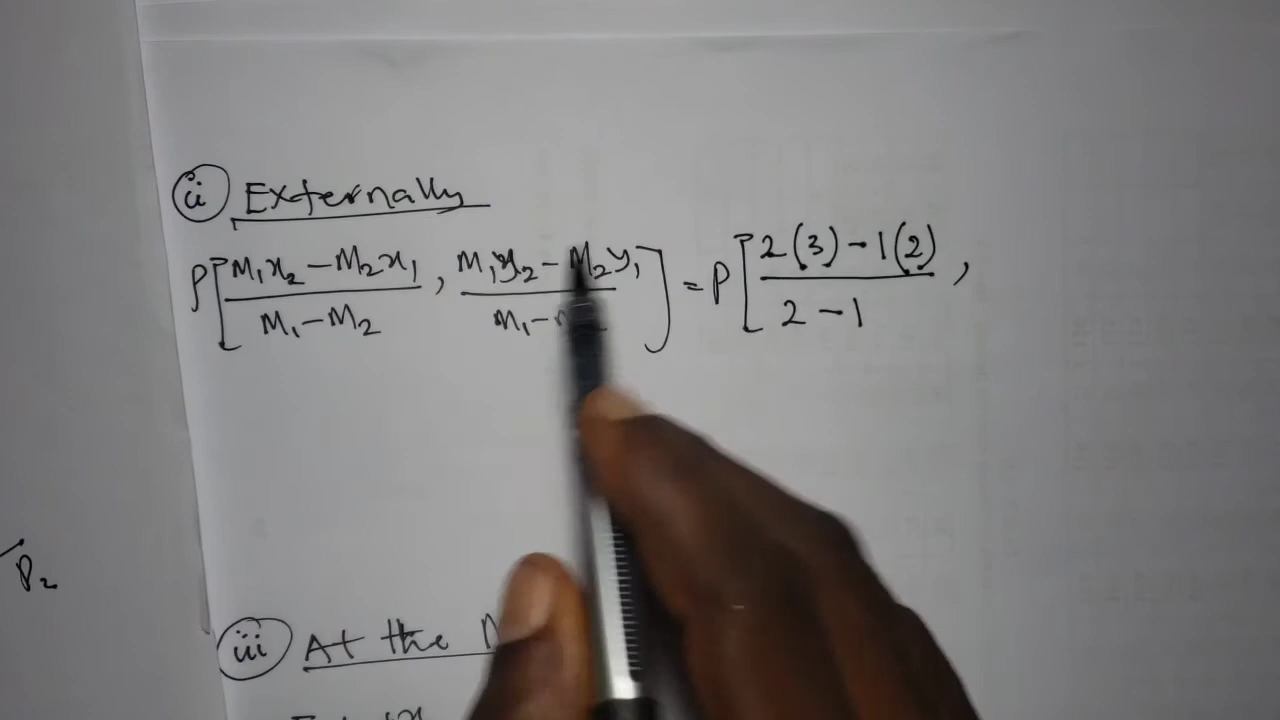 (ii) Externally
P[(M₁x₂ - M₂x₁)/(M₁ - M₂), (M₁y₂ - M₂y₁)/(M₁ -] = P[(2(3) - 1(2))/(2 - 1),
P₂
(iii) At the